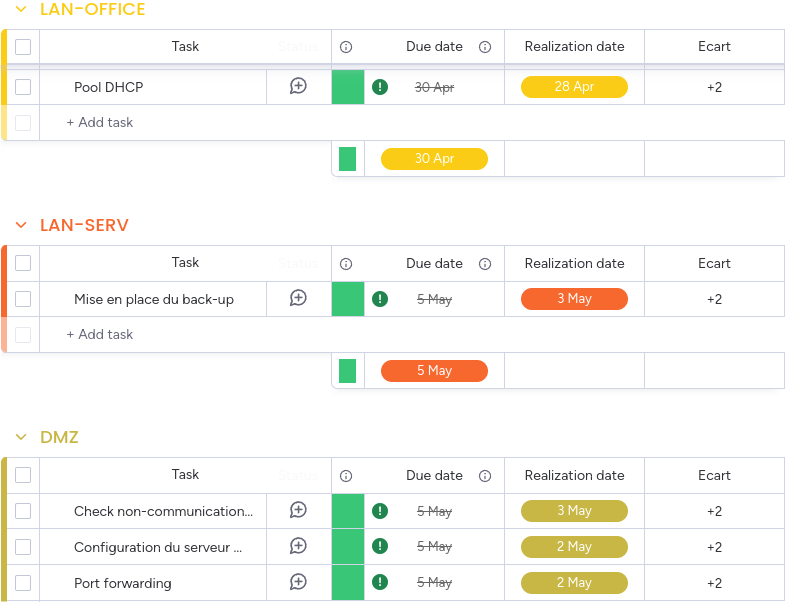 LAN-OFFICE
Task Status Due date Realization date Ecart
Pool DHCP 30 Apr 28 Apr +2
+ Add task
30 Apr
LAN-SERV
Task Status Due date Realization date Ecart
Mise en place du back-up 5 May 3 May +2
+ Add task
5 May
DMZ
Task Status Due date Realization date Ecart
Check non-communication... 5 May 3 May +2
Configuration du serveur ... 5 May 2 May +2
Port forwarding 5 May 2 May +2